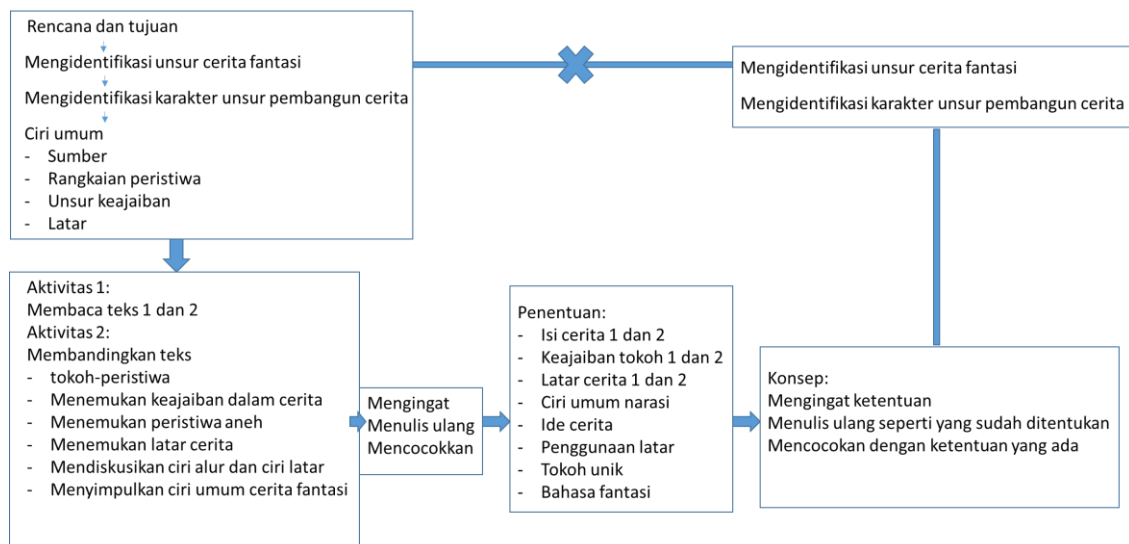 Rencana dan tujuan
Mengidentifikasi unsur cerita fantasi
Mengidentifikasi karakter unsur pembangun cerita
Ciri umum
- Sumber
- Rangkaian peristiwa
- Unsur keajaiban
- Latar
Mengidentifikasi unsur cerita fantasi
Mengidentifikasi karakter unsur pembangun cerita
Aktivitas 1:
Membaca teks 1 dan 2
Aktivitas 2:
Membandingkan teks
- tokoh-peristiwa
- Menemukan keajaiban dalam cerita
- Menemukan peristiwa aneh
- Menemukan latar cerita
- Mendiskusikan ciri alur dan ciri latar
- Menyimpulkan ciri umum cerita fantasi
Mengingat
Menulis ulang
Mencocokkan
Penentuan:
- Isi cerita 1 dan 2
- Keajaiban tokoh 1 dan 2
- Latar cerita 1 dan 2
- Ciri umum narasi
- Ide cerita
- Penggunaan latar
- Tokoh unik
- Bahasa fantasi
Konsep:
Mengingat ketentuan
Menulis ulang seperti yang sudah ditentukan
Mencocokan dengan ketentuan yang ada